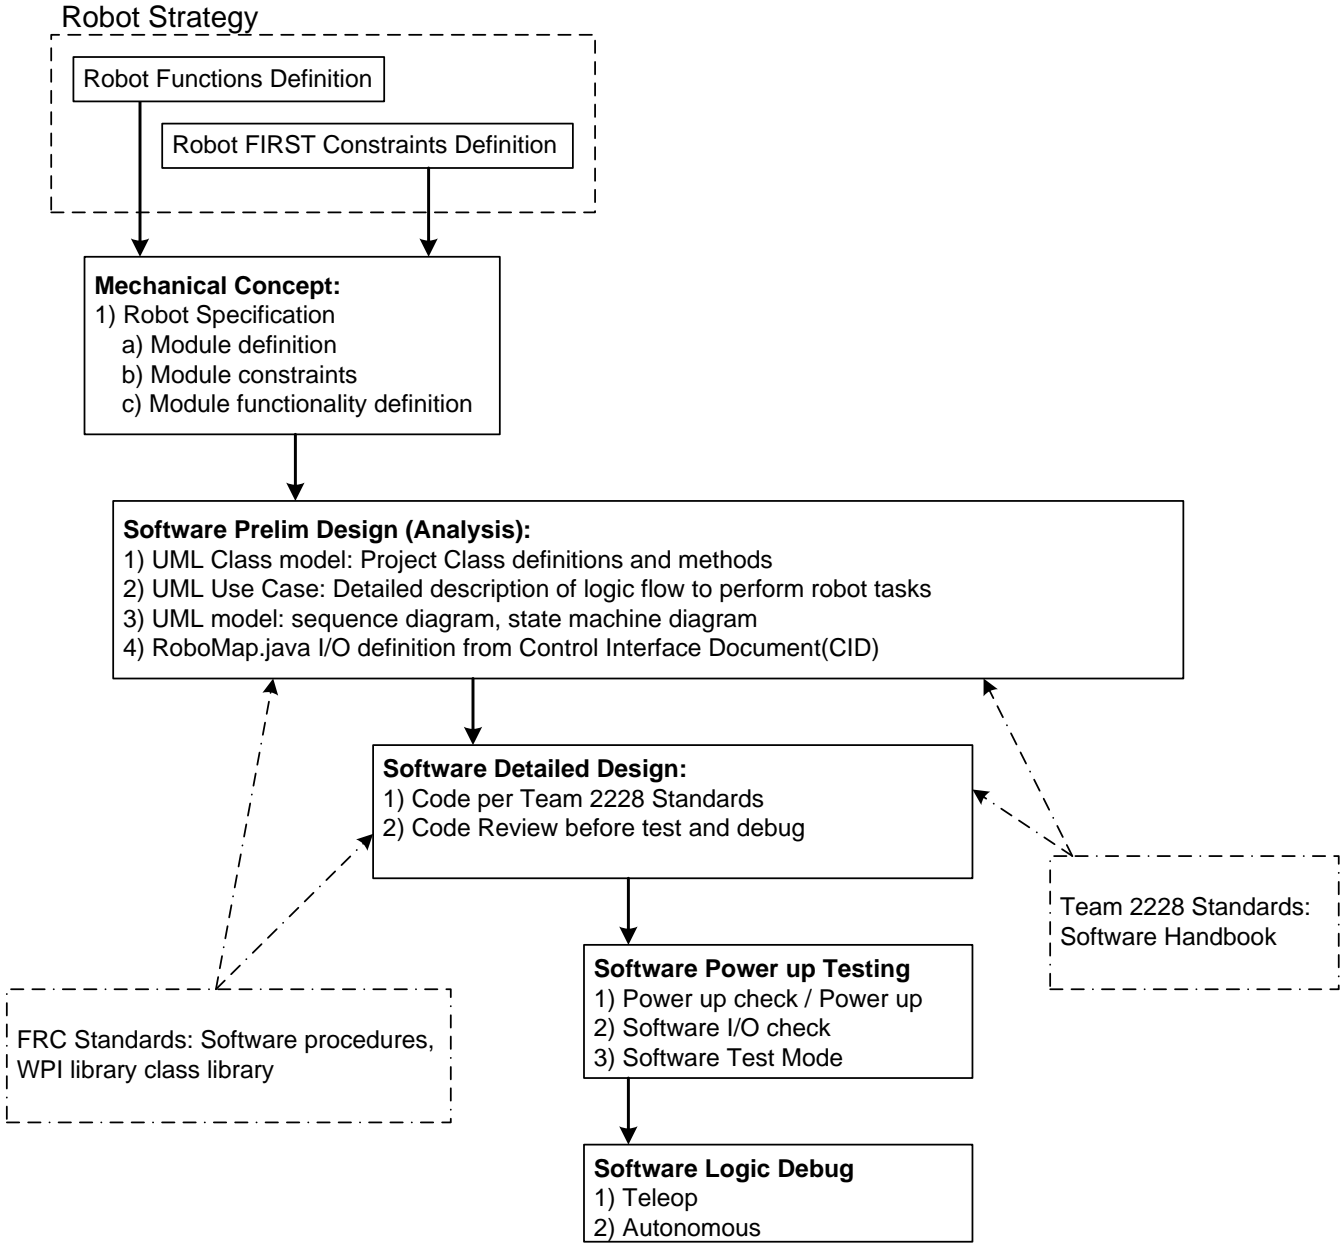 Robot Strategy
Robot Functions Definition
Robot FIRST Constraints Definition
Mechanical Concept:
1) Robot Specification
a) Module definition
b) Module constraints
c) Module functionality definition
Software Prelim Design (Analysis):
1) UML Class model: Project Class definitions and methods
2) UML Use Case: Detailed description of logic flow to perform robot tasks
3) UML model: sequence diagram, state machine diagram
4) RoboMap.java I/O definition from Control Interface Document(CID)
Software Detailed Design:
1) Code per Team 2228 Standards
2) Code Review before test and debug
Team 2228 Standards:
Software Handbook
Software Power up Testing
1) Power up check / Power up
2) Software I/O check
3) Software Test Mode
FRC Standards: Software procedures,
WPI library class library
Software Logic Debug
1) Teleop
2) Autonomous